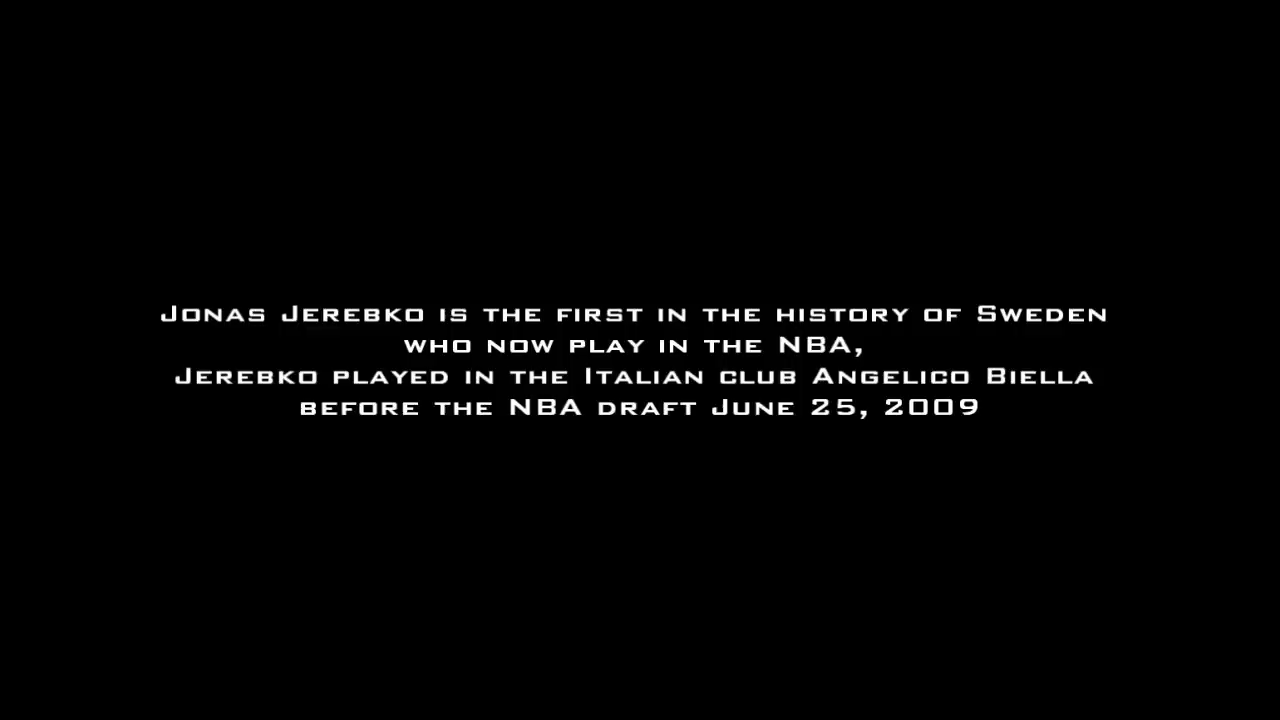 Jonas Jerebko is the first in the history of Sweden
who now play in the NBA,
Jerebko played in the Italian club Angelico Biella
before the NBA draft June 25, 2009